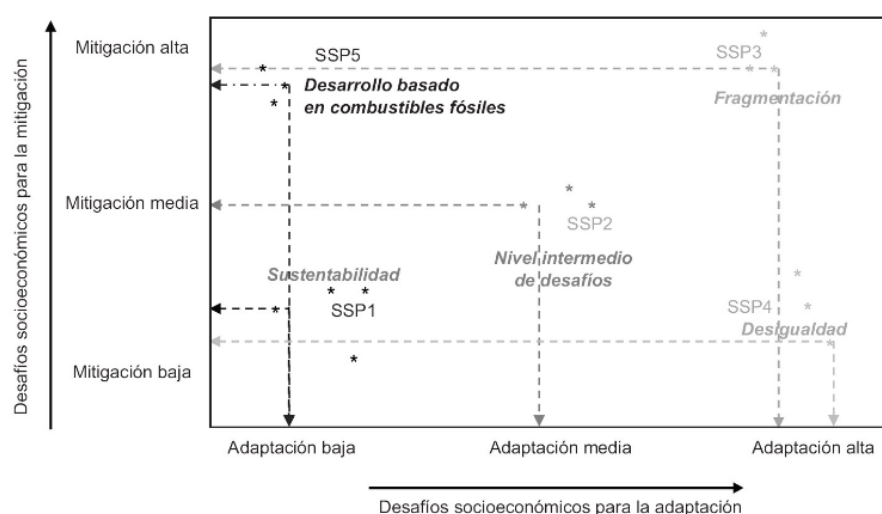 Desafíos socioeconómicos para la mitigación
Mitigación alta
Mitigación media
Mitigación baja
SSP5
Desarrollo basado
en combustibles fósiles
SSP3
Fragmentación
SSP2
Nivel intermedio
de desafíos
Sustentabilidad
SSP1
SSP4
Desigualdad
Adaptación baja
Adaptación media
Adaptación alta
Desafíos socioeconómicos para la adaptación